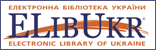 ЕЛЕКТРОННА БІБЛІОТЕКА УКРАЇНИ
ELIBUKR
ELECTRONIC LIBRARY OF UKRAINE